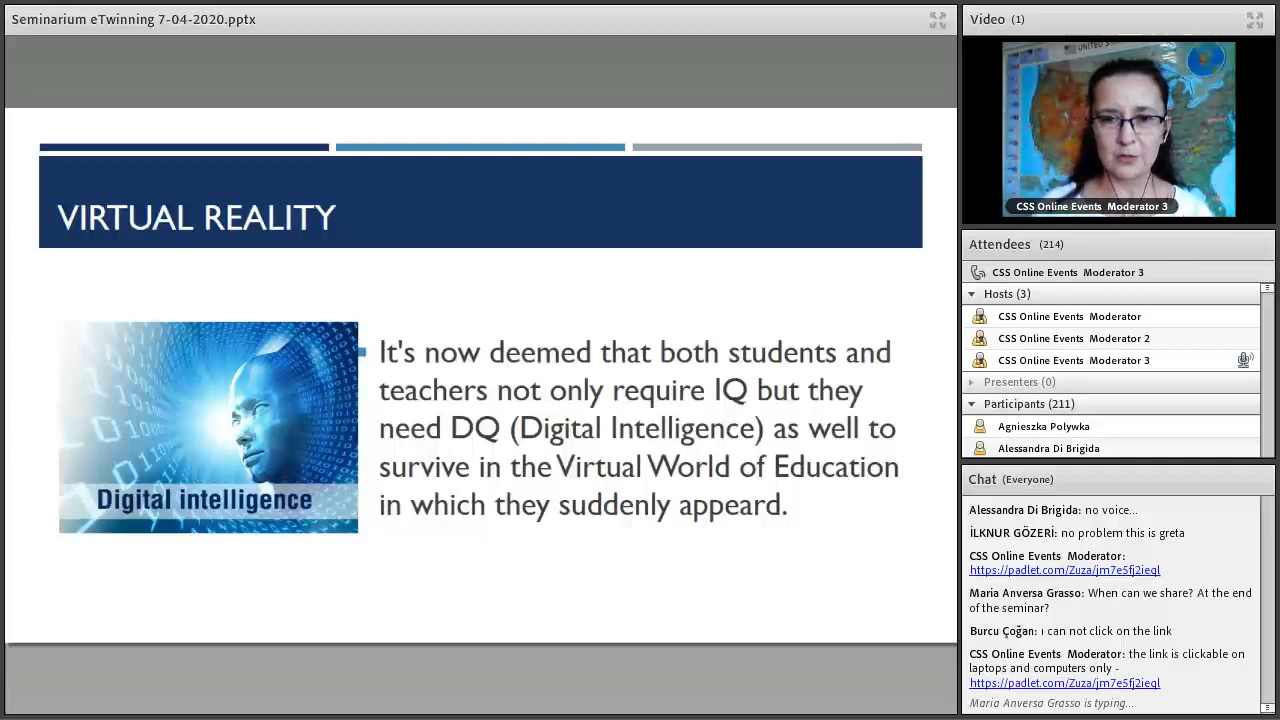 Seminarium eTwinning 7-04-2020.pptx
VIRTUAL REALITY
Digital intelligence
It's now deemed that both students and
teachers not only require IQ but they
need DQ (Digital Intelligence) as well to
survive in the Virtual World of Education
in which they suddenly appeard.
Video (1)
UNITED
CSS Online Events Moderator 3
Attendees (214)
CSS Online Events Moderator 3
Hosts (3)
CSS Online Events Moderator
CSS Online Events Moderator 2
CSS Online Events Moderator 3
Presenters (0)
Participants (211)
Agnieszka Polywka
Alessandra Di Brigida
Chat (Everyone)
Alessandra Di Brigida: no voice...
İLKNUR GÖZERİ: no problem this is greta
CSS Online Events Moderator:
https://padlet.com/Zuza/jm7e5fj2ieql
Maria Anversa Grasso: When can we share? At the end
of the seminar?
Burcu Çoğan: ı can not click on the link
CSS Online Events Moderator: the link is clickable on
laptops and computers only -
https://padlet.com/Zuza/jm7e5fj2ieql
Maria Anversa Grasso is typing...